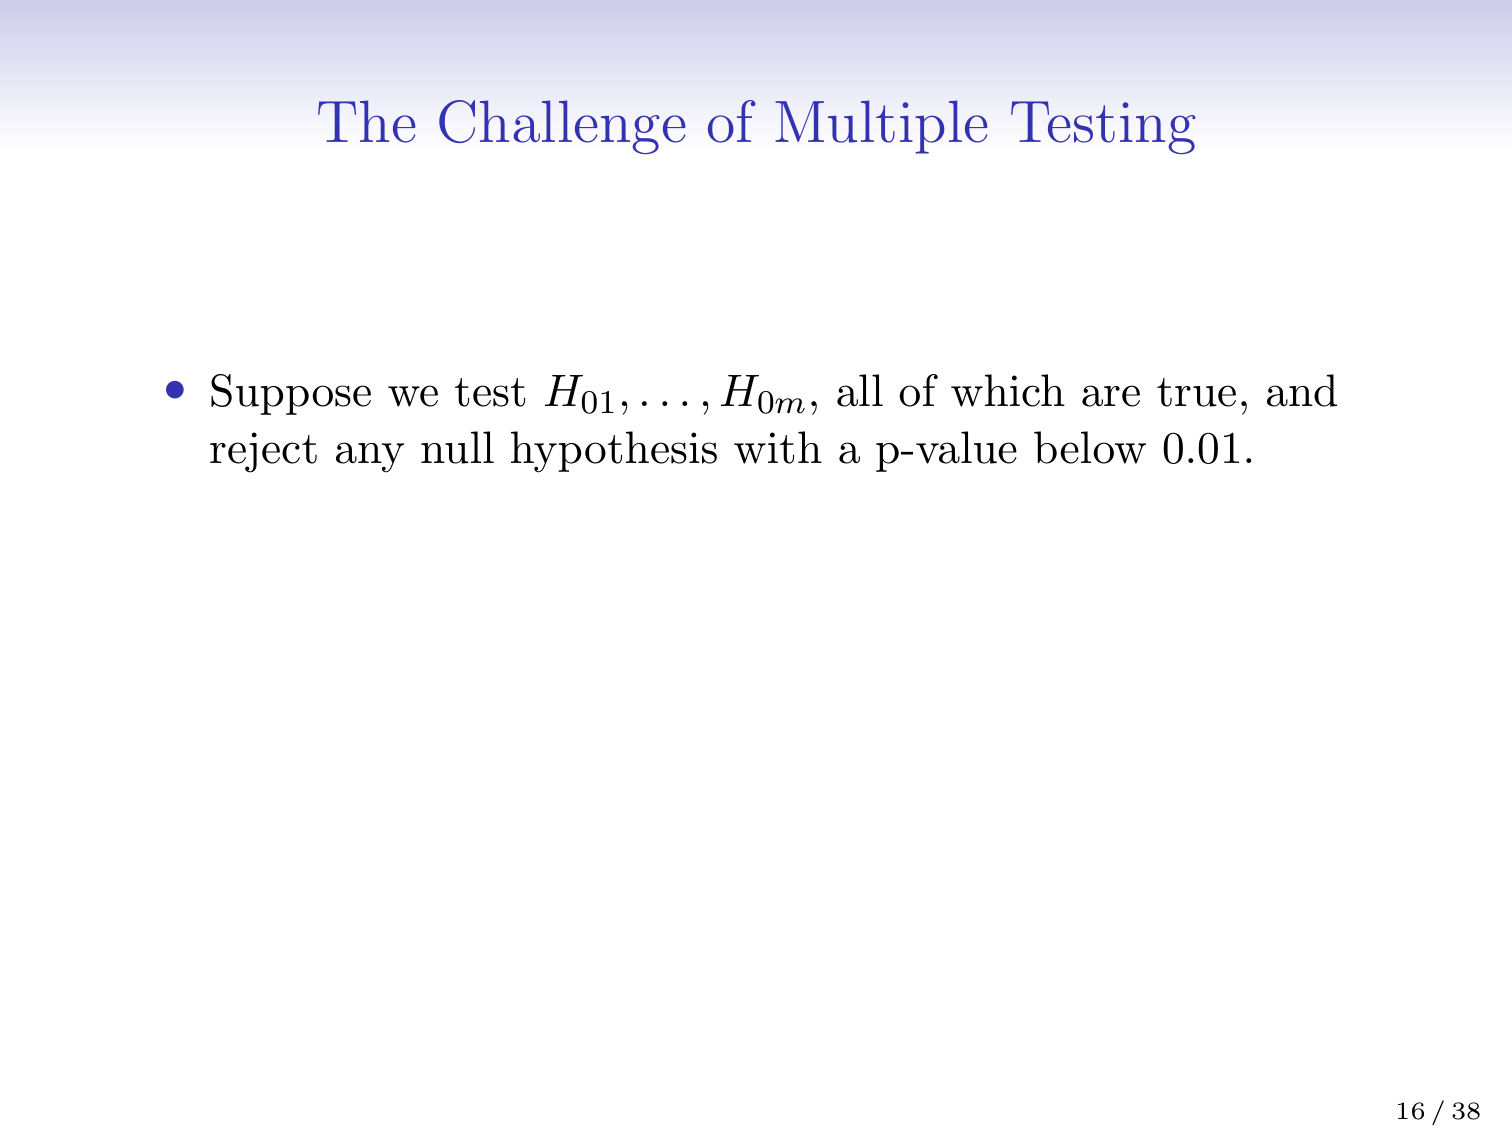 The Challenge of Multiple Testing
• Suppose we test H₀₁, . . . , H₀ₘ, all of which are true, and
reject any null hypothesis with a p-value below 0.01.
16 / 38